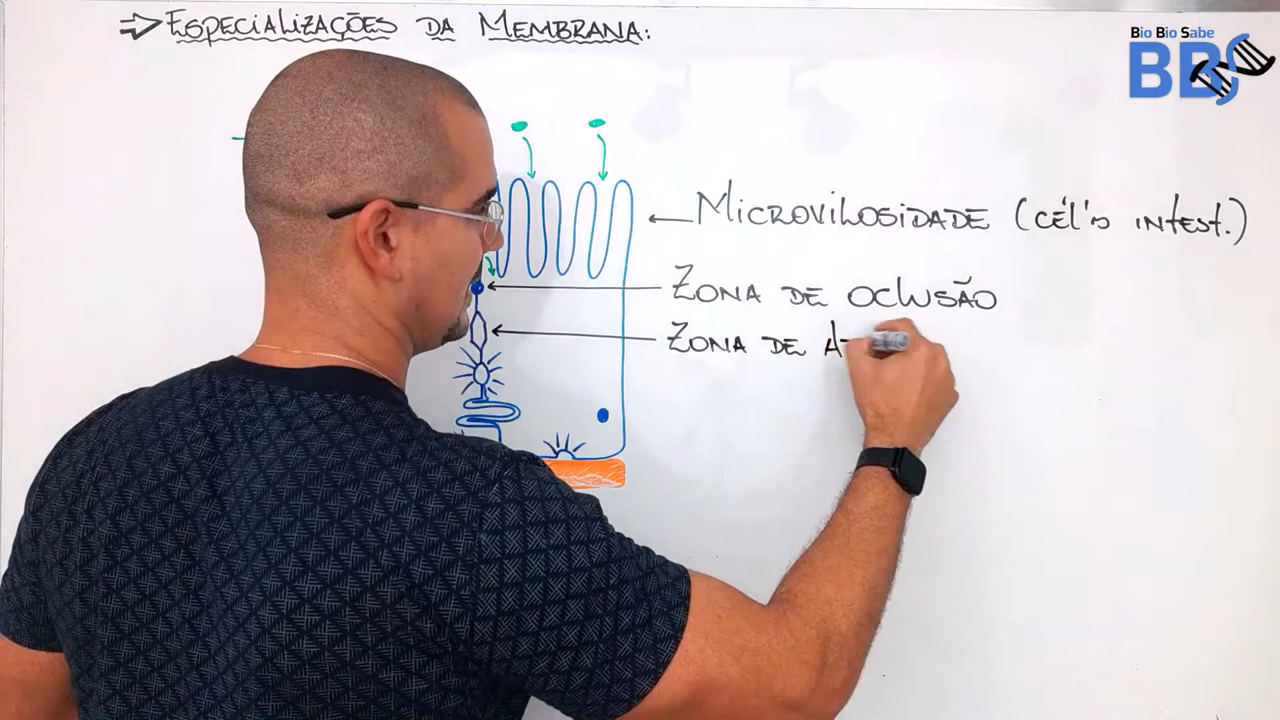 ⇒ Especializações da Membrana:
Bio Bio Sabe
BBS
← Microvilosidade (cél's intest.)
Zona de oclusão
Zona de A